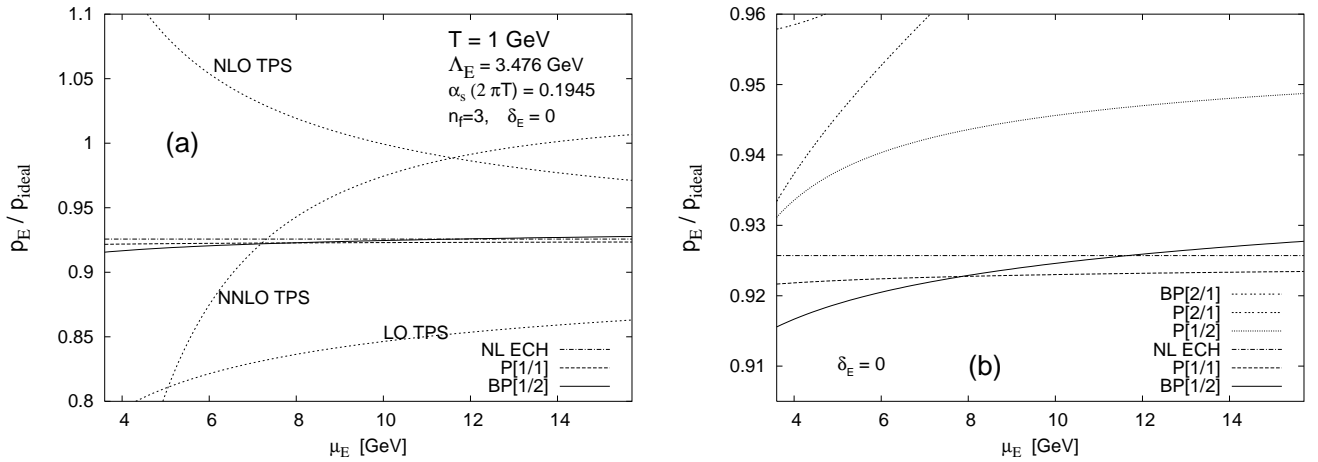 1.1
1.05
1
0.95
0.9
0.85
0.8
p_E / p_ideal
NLO TPS
T = 1 GeV
Λ_E = 3.476 GeV
α_s (2 πT) = 0.1945
n_f=3, δ_E = 0
(a)
NNLO TPS
LO TPS
NL ECH
P[1/1]
BP[1/2]
4 6 8 10 12 14
μ_E [GeV]
0.96
0.95
0.94
0.93
0.92
0.91
p_E / p_ideal
BP[2/1]
P[2/1]
P[1/2]
NL ECH
P[1/1]
BP[1/2]
δ_E = 0
(b)
4 6 8 10 12 14
μ_E [GeV]